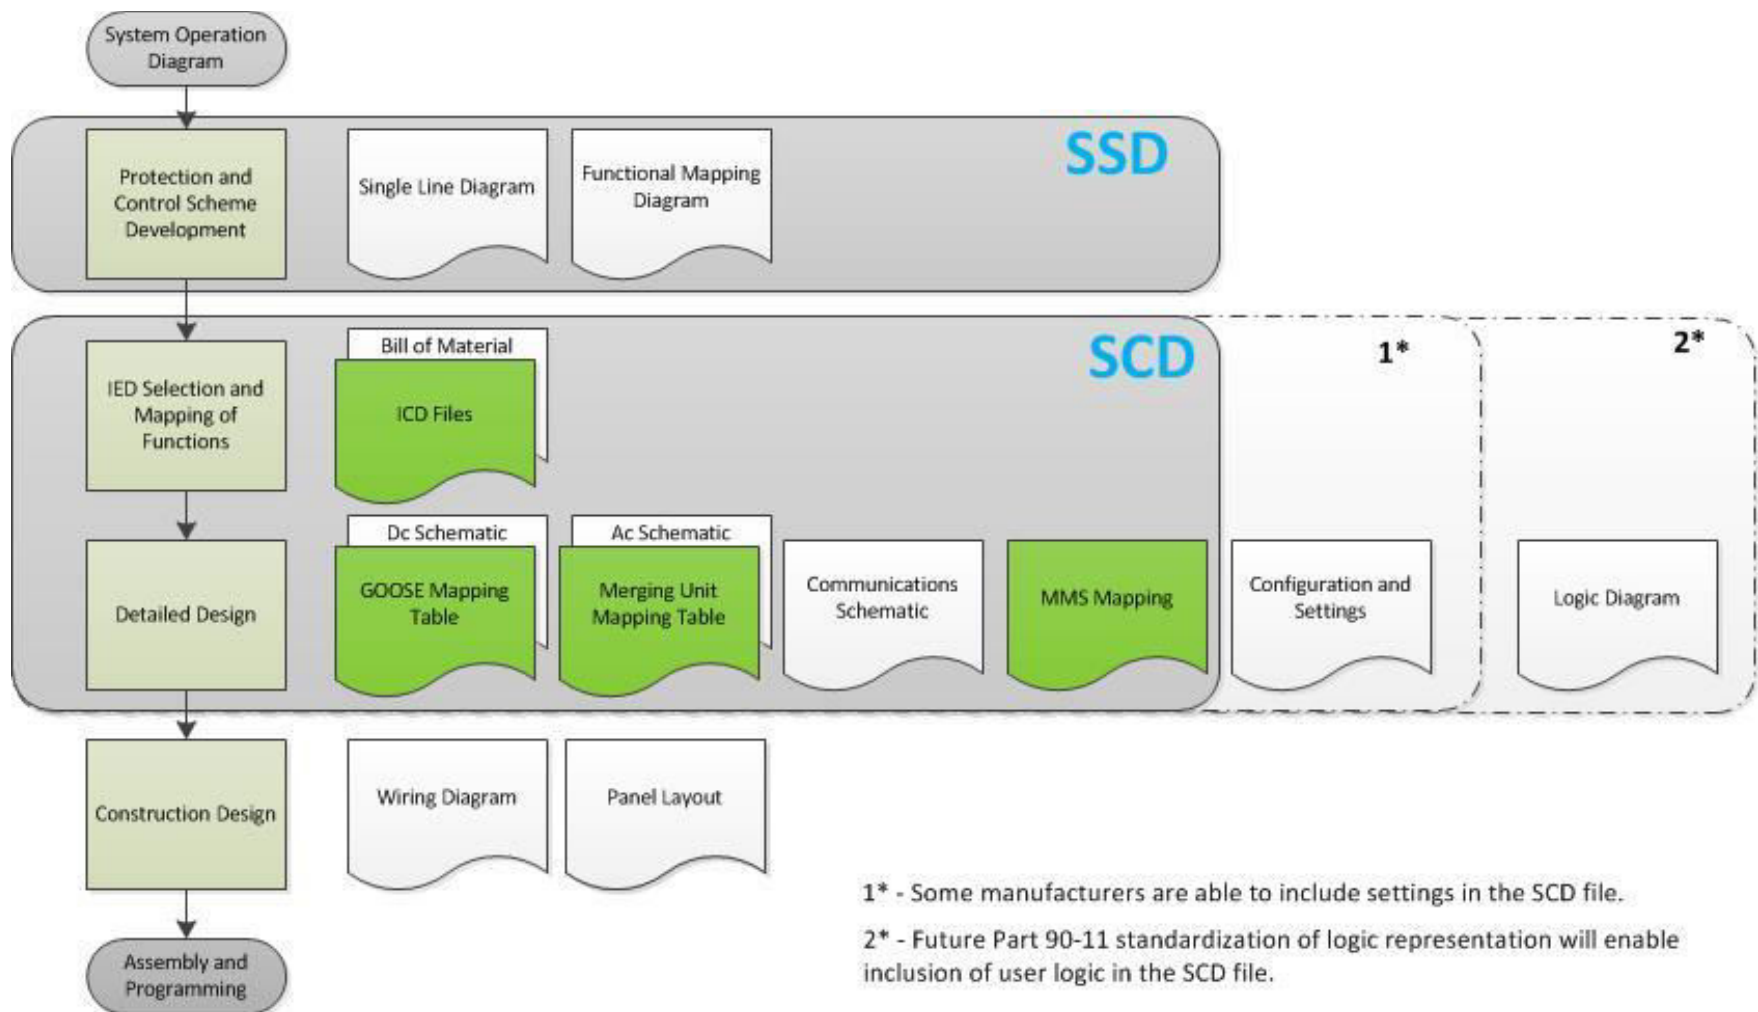 System Operation
Diagram
SSD
Protection and
Control Scheme
Development
Single Line Diagram
Functional Mapping
Diagram
SCD
1*
2*
IED Selection and
Mapping of
Functions
Bill of Material
ICD Files
Detailed Design
Dc Schematic
GOOSE Mapping
Table
Ac Schematic
Merging Unit
Mapping Table
Communications
Schematic
MMS Mapping
Configuration and
Settings
Logic Diagram
Construction Design
Wiring Diagram
Panel Layout
1* - Some manufacturers are able to include settings in the SCD file.
2* - Future Part 90-11 standardization of logic representation will enable
inclusion of user logic in the SCD file.
Assembly and
Programming